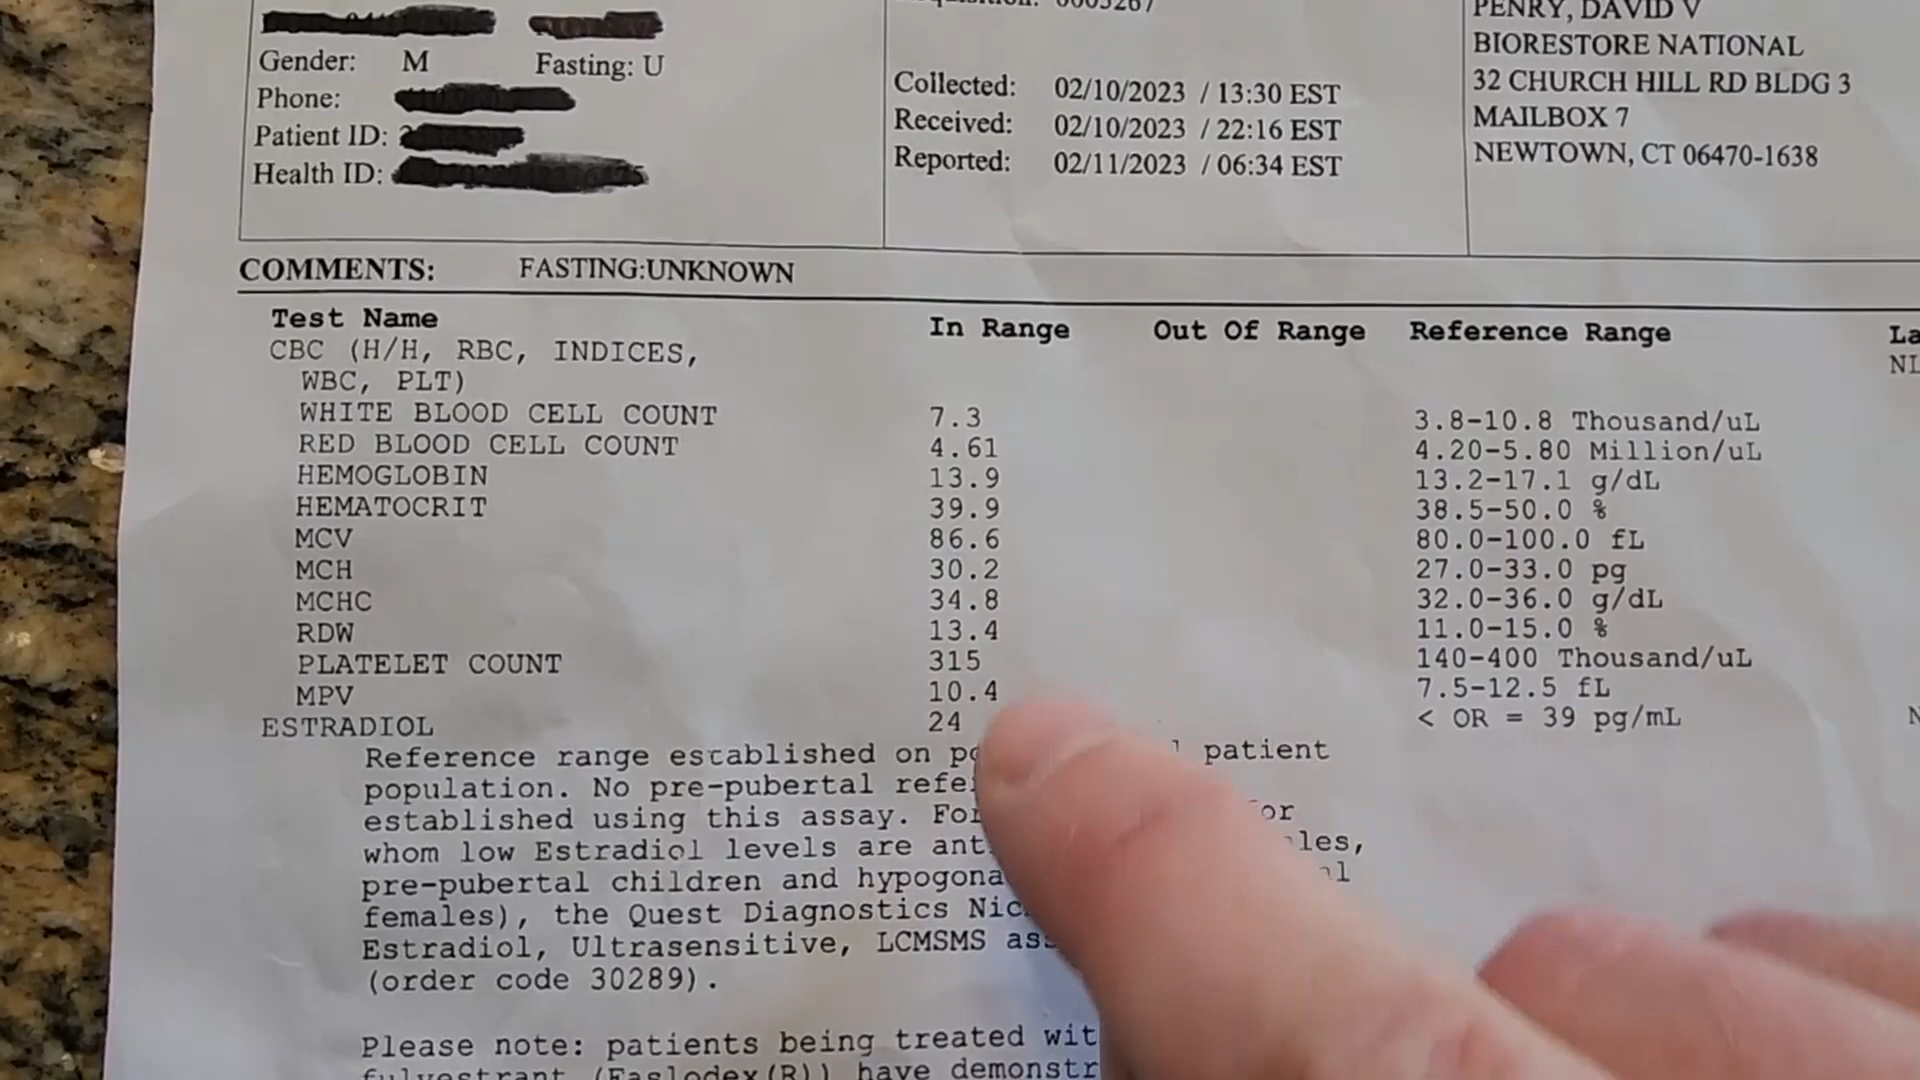 PENRY, DAVID V
Gender: M Fasting: U
BIORESTORE NATIONAL
Phone:
Collected: 02/10/2023 / 13:30 EST
32 CHURCH HILL RD BLDG 3
Patient ID:
Received: 02/10/2023 / 22:16 EST
MAILBOX 7
Health ID:
Reported: 02/11/2023 / 06:34 EST
NEWTOWN, CT 06470-1638
COMMENTS: FASTING:UNKNOWN
Test Name In Range Out Of Range Reference Range
CBC (H/H, RBC, INDICES,
WBC, PLT)
WHITE BLOOD CELL COUNT 7.3 3.8-10.8 Thousand/uL
RED BLOOD CELL COUNT 4.61 4.20-5.80 Million/uL
HEMOGLOBIN 13.9 13.2-17.1 g/dL
HEMATOCRIT 39.9 38.5-50.0 %
MCV 86.6 80.0-100.0 fL
MCH 30.2 27.0-33.0 pg
MCHC 34.8 32.0-36.0 g/dL
RDW 13.4 11.0-15.0 %
PLATELET COUNT 315 140-400 Thousand/uL
MPV 10.4 7.5-12.5 fL
ESTRADIOL 24 < OR = 39 pg/mL
Reference range established on patient
population. No pre-pubertal
established using this assay.
whom low Estradiol levels are
pre-pubertal children and
females), the Quest Diagnostics
Estradiol, Ultrasensitive, LCMSMS
(order code 30289).
Please note: patients being treated
fulvestrant (Faslodex(R)) have